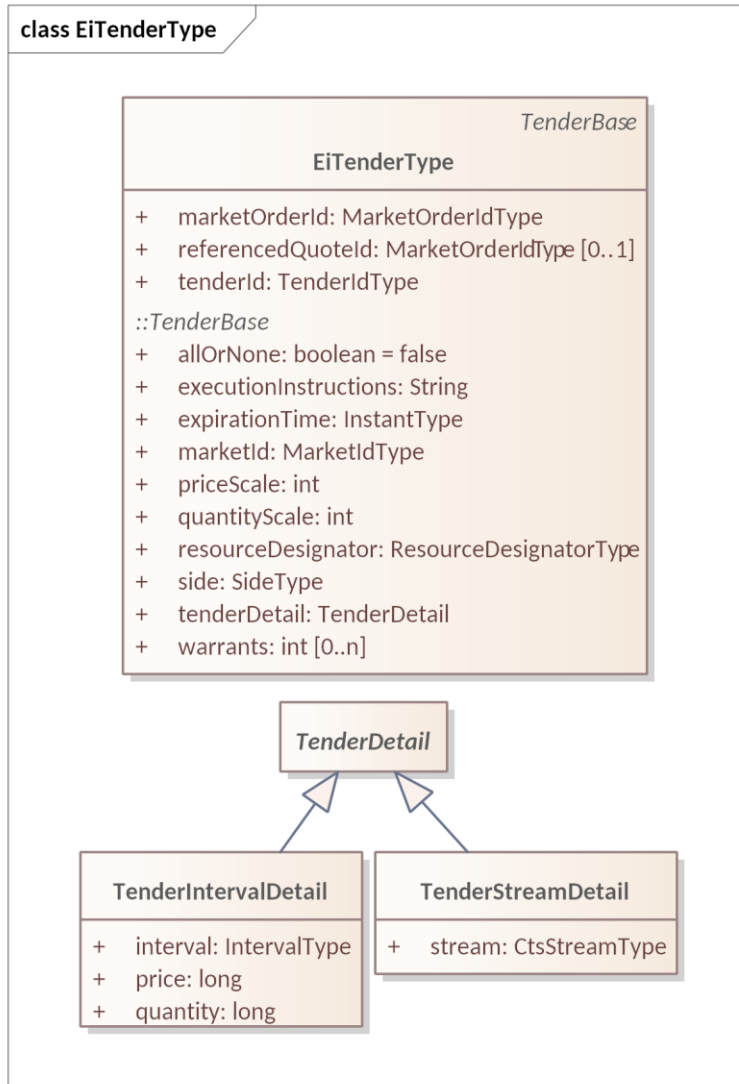 class EiTenderType
TenderBase
EiTenderType
+ marketOrderId: MarketOrderIdType
+ referencedQuoteId: MarketOrderIdType [0..1]
+ tenderId: TenderIdType
::TenderBase
+ allOrNone: boolean = false
+ executionInstructions: String
+ expirationTime: InstantType
+ marketId: MarketIdType
+ priceScale: int
+ quantityScale: int
+ resourceDesignator: ResourceDesignatorType
+ side: SideType
+ tenderDetail: TenderDetail
+ warrants: int [0..n]
TenderDetail
TenderIntervalDetail
+ interval: IntervalType
+ price: long
+ quantity: long
TenderStreamDetail
+ stream: CtsStreamType